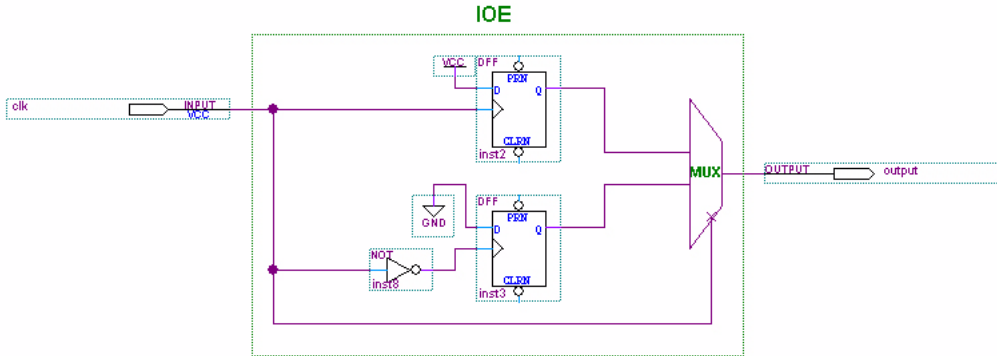 IOE
VCC
DFF
PRN
D
Q
CLRN
inst2
clk
INPUT
VCC
MUX
OUTPUT
output
GND
DFF
PRN
D
Q
CLRN
inst3
NOT
inst8